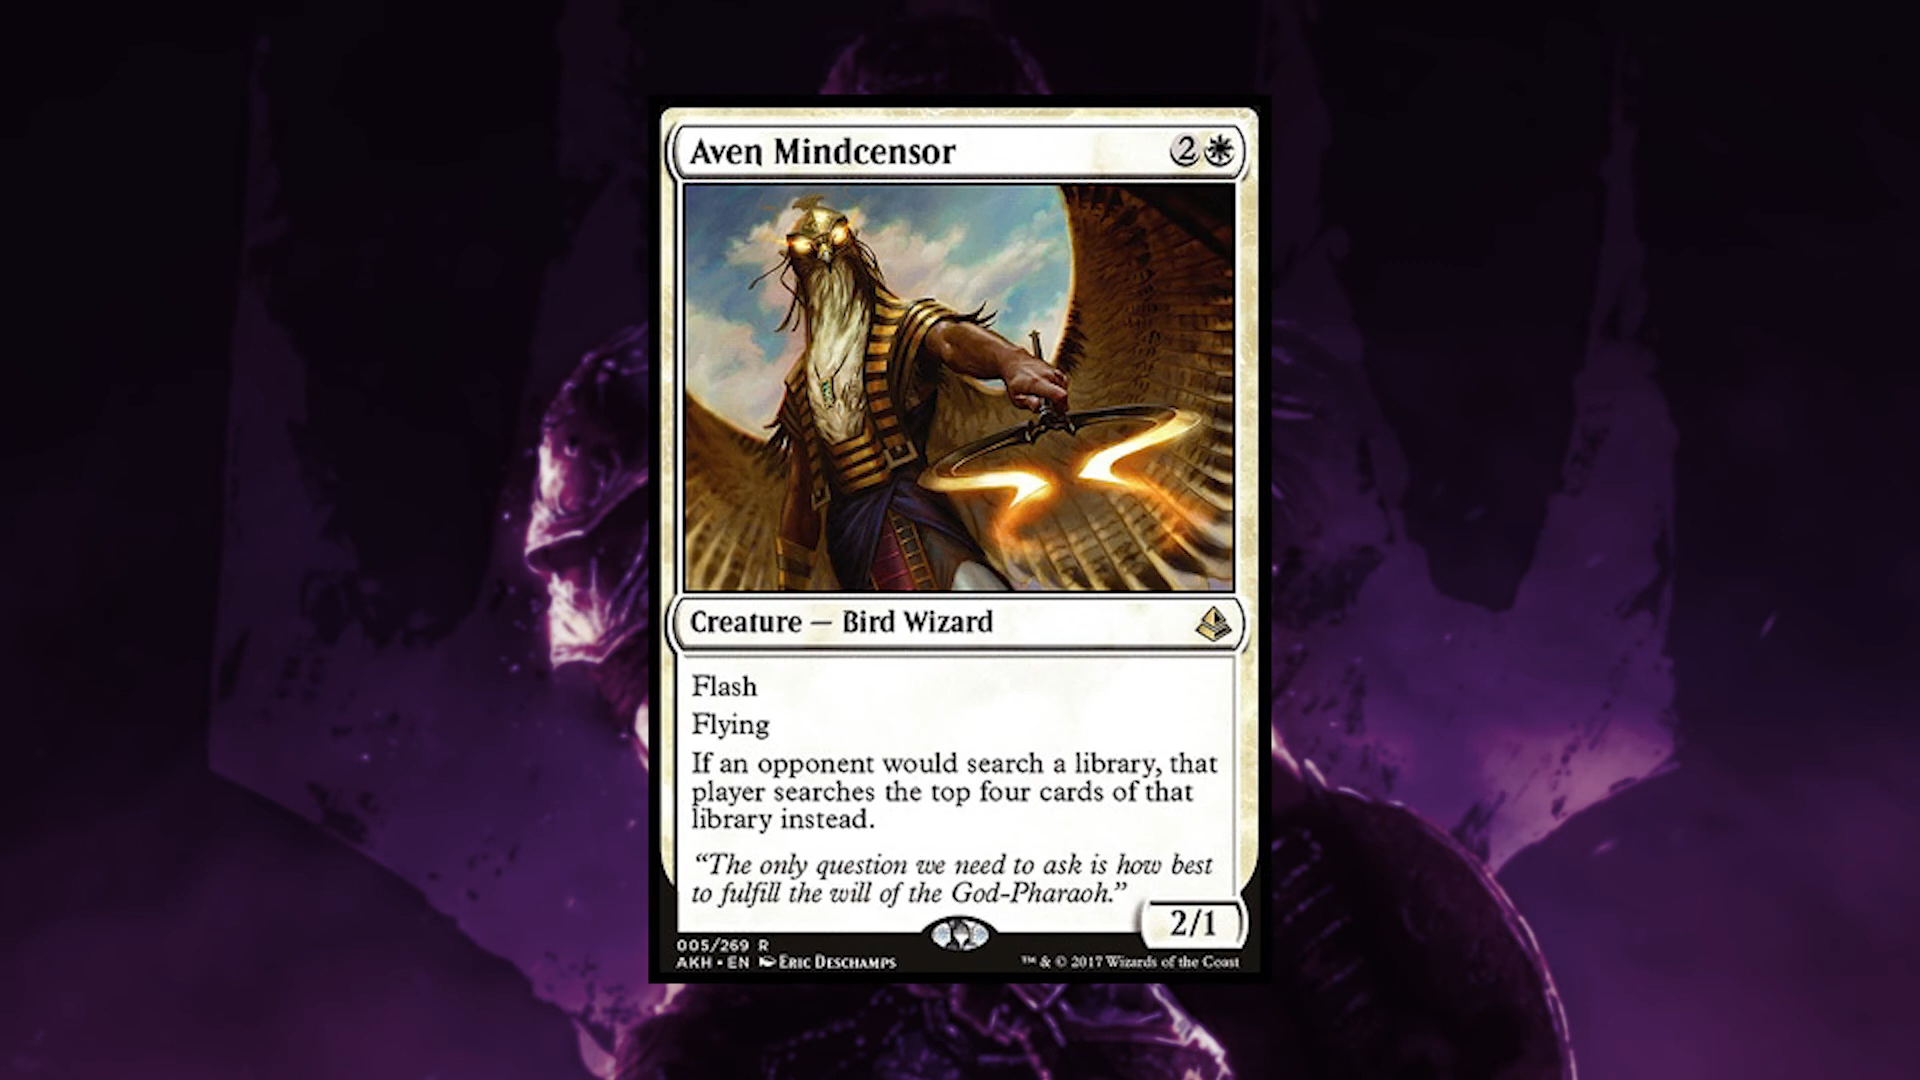 Aven Mindcensor
2
Creature — Bird Wizard
Flash
Flying
If an opponent would search a library, that
player searches the top four cards of that
library instead.
“The only question we need to ask is how best
to fulfill the will of the God-Pharaoh.”
2/1
005/269 R
AKH • EN Eric Deschamps
™ & © 2017 Wizards of the Coast